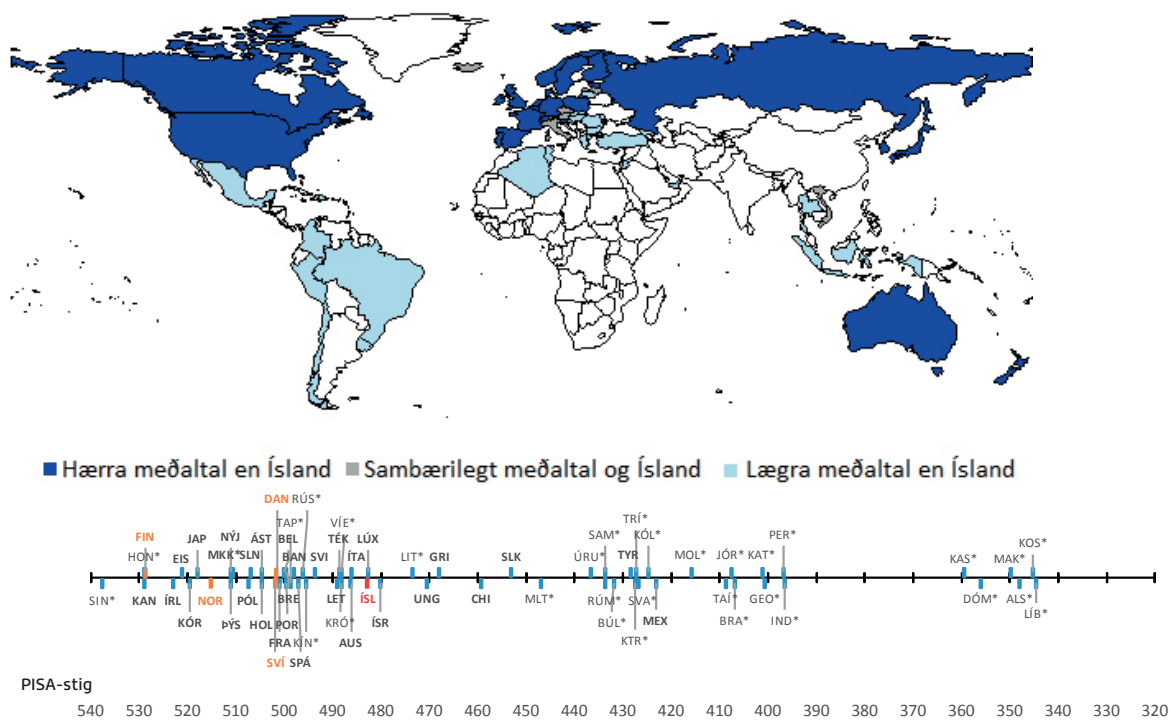 Hærra meðaltal en Ísland Sambærilegt meðaltal og Ísland Lægra meðaltal en Ísland
DAN RÚS*
FIN NÝJ TAP* VÍE* TRÍ*
JAP ÁST BEL TÉK LÚX SAM* KÓL* PER* KOS*
HON* EIS MKK* SLN BAN SVI ÍTA LIT* GRI SLK ÚRU* TYR MOL* JÓR* KAT* KAS* MAK*
SIN* KAN ÍRL NOR PÓL BRE LET ÍSL UNG CHI MLT* RÚM* SVA* TAÍ* GEO* DÓM* ALS*
KÓR ÞÝS HOL POR KRÓ* ÍSR BÚL* MEX BRA* IND* LÍB*
FRA KÍN* AUS KTR*
SVÍ SPÁ
PISA-stig
540 530 520 510 500 490 480 470 460 450 440 430 420 410 400 390 380 370 360 350 340 330 320